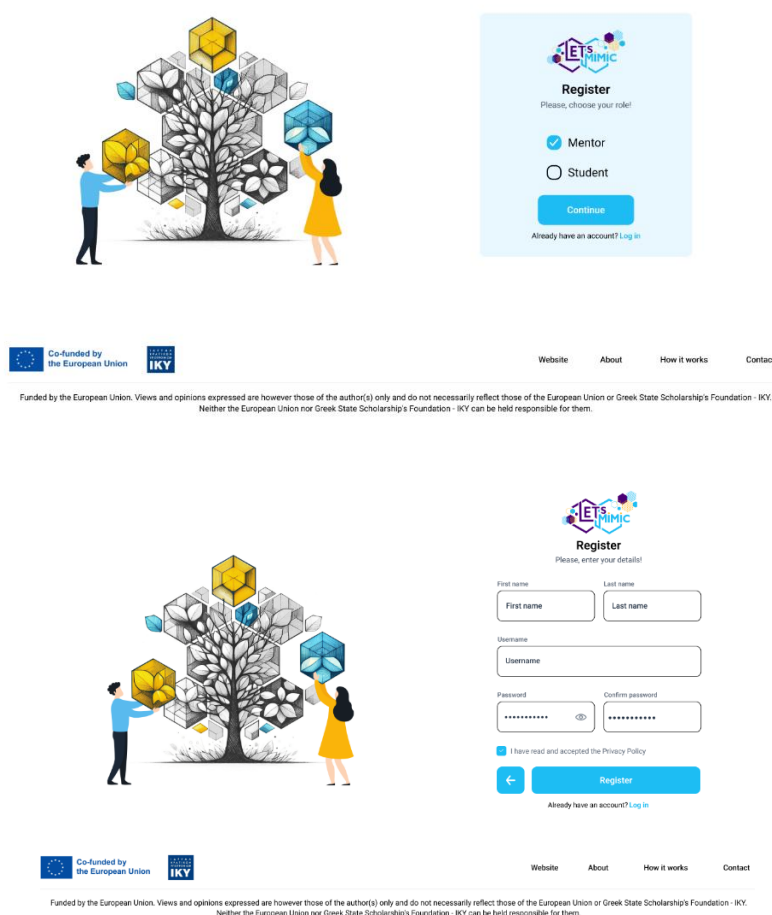 LET'S
MIMIC
Register
Please, choose your role!
Mentor
Student
Continue
Already have an account? Log in
Co-funded by
the European Union
IKY
Website About How it works Contac
Funded by the European Union. Views and opinions expressed are however those of the author(s) only and do not necessarily reflect those of the European Union or Greek State Scholarship's Foundation - IKY.
Neither the European Union nor Greek State Scholarship's Foundation - IKY can be held responsible for them.
LET'S
MIMIC
Register
Please, enter your details!
First name Last name
First name Last name
Username
Username
Password Confirm password
I have read and accepted the Privacy Policy
Register
Already have an account? Log in
Co-funded by
the European Union
IKY
Website About How it works Contact
Funded by the European Union. Views and opinions expressed are however those of the author(s) only and do not necessarily reflect those of the European Union or Greek State Scholarship's Foundation - IKY.
Neither the European Union nor Greek State Scholarship's Foundation - IKY can be held responsible for them.